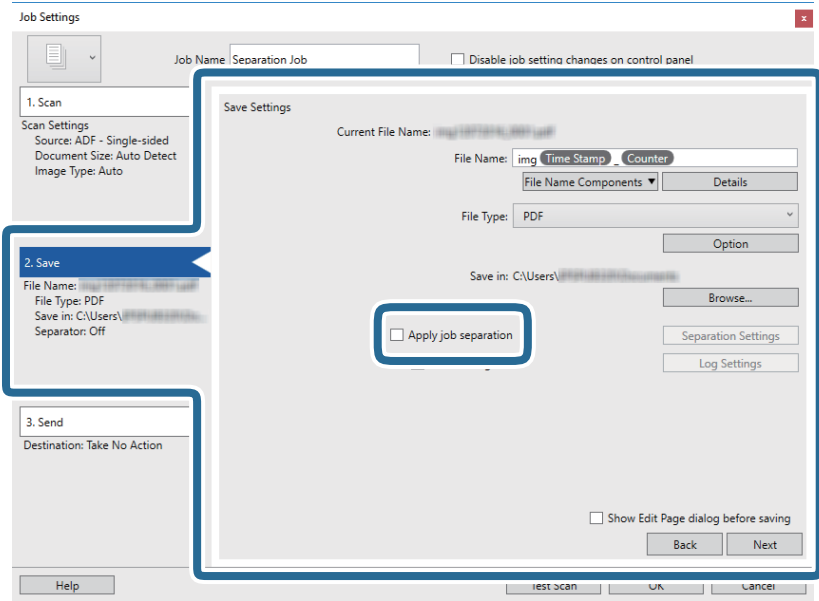 Job Settings
x
Job Name Separation Job
Disable job setting changes on control panel
1. Scan
Scan Settings
Source: ADF - Single-sided
Document Size: Auto Detect
Image Type: Auto
2. Save
File Name:
File Type: PDF
Save in: C:\Users\
Separator: Off
3. Send
Destination: Take No Action
Save Settings
Current File Name:
File Name: img Time Stamp _ Counter
File Name Components ▼ Details
File Type: PDF
Option
Save in: C:\Users\
Browse...
Apply job separation Separation Settings
Log Settings
Show Edit Page dialog before saving
Back Next
Help Test Scan OK Cancel